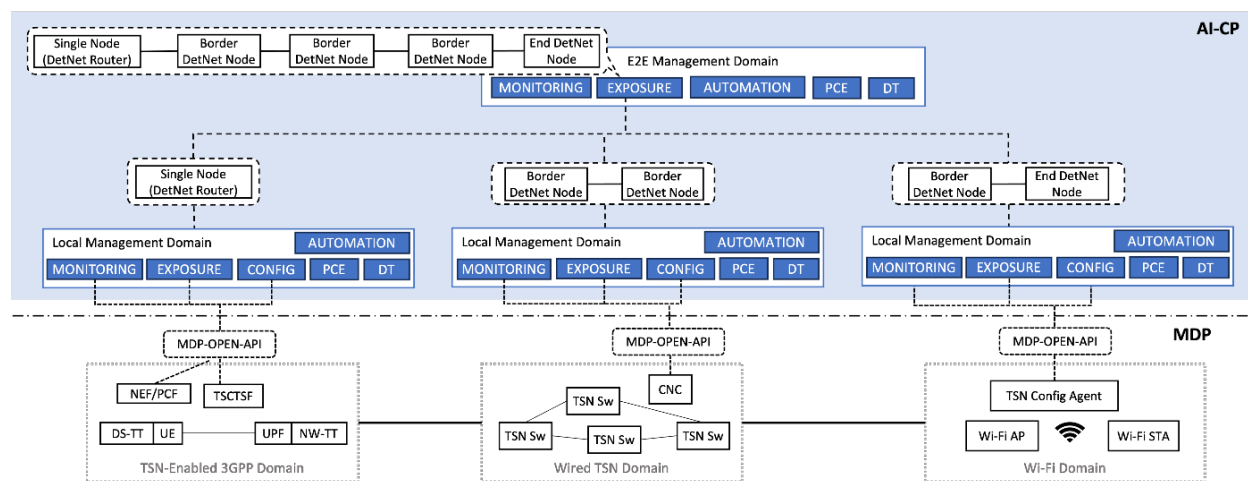 AI-CP
Single Node
(DetNet Router)
Border
DetNet Node
Border
DetNet Node
Border
DetNet Node
End DetNet
Node
E2E Management Domain
MONITORING
EXPOSURE
AUTOMATION
PCE
DT
Single Node
(DetNet Router)
Border
DetNet Node
Border
DetNet Node
Border
DetNet Node
End DetNet
Node
Local Management Domain
AUTOMATION
MONITORING
EXPOSURE
CONFIG
PCE
DT
Local Management Domain
AUTOMATION
MONITORING
EXPOSURE
CONFIG
PCE
DT
Local Management Domain
AUTOMATION
MONITORING
EXPOSURE
CONFIG
PCE
DT
MDP
MDP-OPEN-API
MDP-OPEN-API
MDP-OPEN-API
NEF/PCF
TSCTSF
DS-TT
UE
UPF
NW-TT
TSN-Enabled 3GPP Domain
CNC
TSN Sw
TSN Sw
TSN Sw
TSN Sw
Wired TSN Domain
TSN Config Agent
Wi-Fi AP
Wi-Fi STA
Wi-Fi Domain